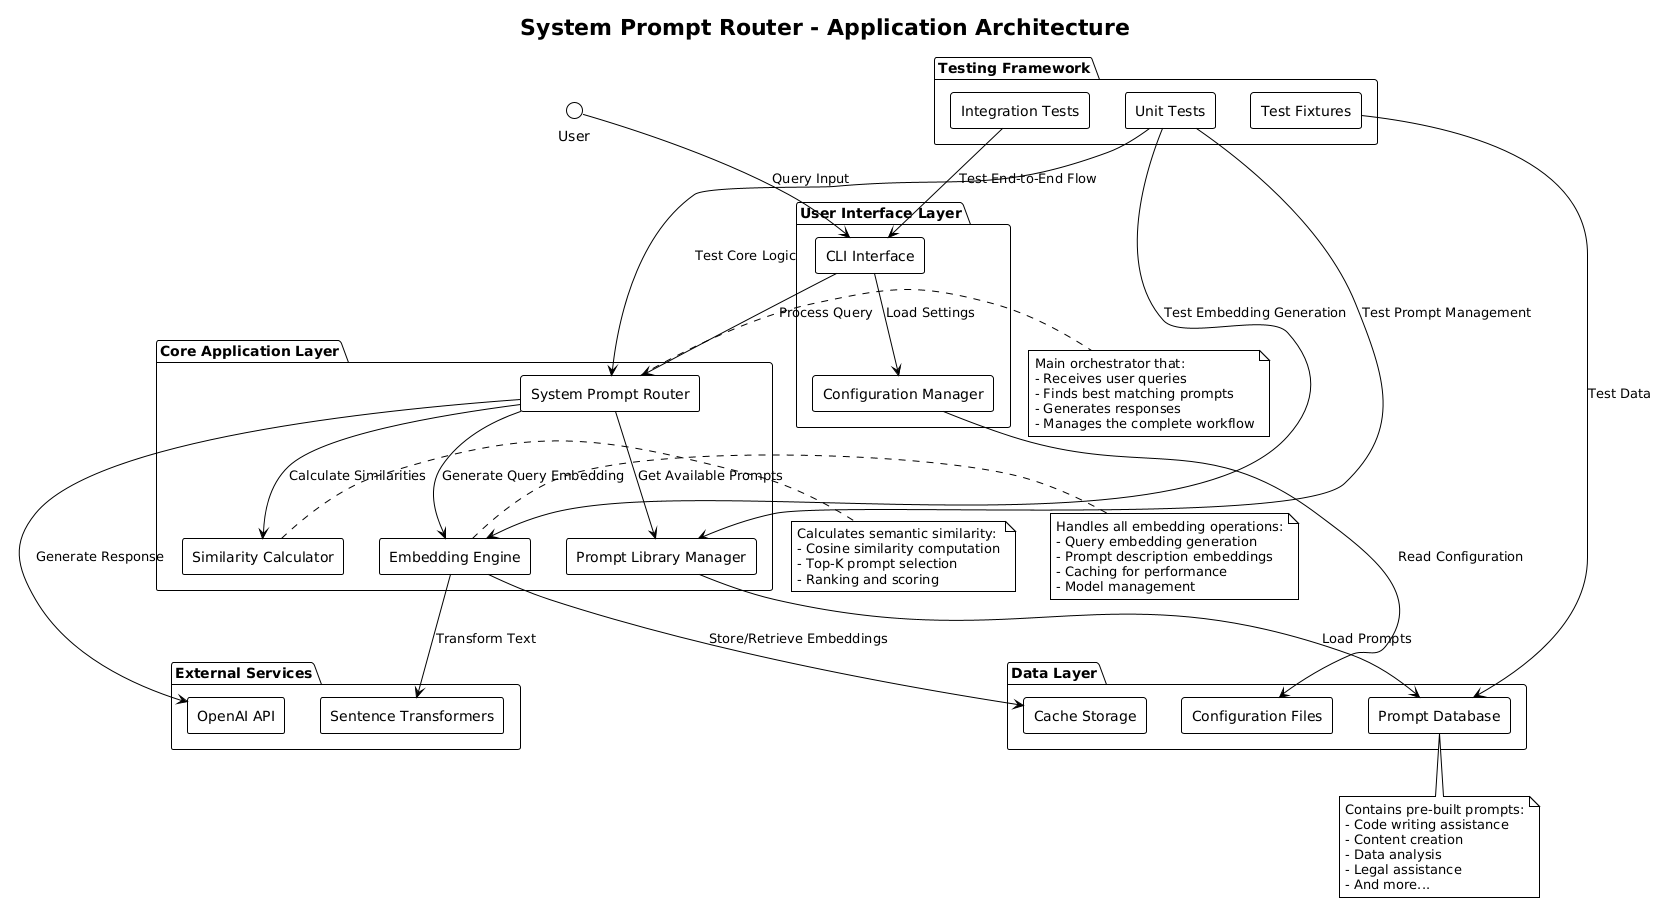 System Prompt Router - Application Architecture
Testing Framework
Integration Tests
Unit Tests
Test Fixtures
User
Query Input
Test End-to-End Flow
User Interface Layer
CLI Interface
Test Core Logic
Process Query
Load Settings
Test Embedding Generation
Test Prompt Management
Core Application Layer
System Prompt Router
Configuration Manager
Main orchestrator that:
- Receives user queries
- Finds best matching prompts
- Generates responses
- Manages the complete workflow
Test Data
Calculate Similarities
Generate Query Embedding
Get Available Prompts
Generate Response
Similarity Calculator
Embedding Engine
Prompt Library Manager
Calculates semantic similarity:
- Cosine similarity computation
- Top-K prompt selection
- Ranking and scoring
Handles all embedding operations:
- Query embedding generation
- Prompt description embeddings
- Caching for performance
- Model management
Read Configuration
Transform Text
Store/Retrieve Embeddings
Load Prompts
External Services
OpenAI API
Sentence Transformers
Data Layer
Cache Storage
Configuration Files
Prompt Database
Contains pre-built prompts:
- Code writing assistance
- Content creation
- Data analysis
- Legal assistance
- And more...